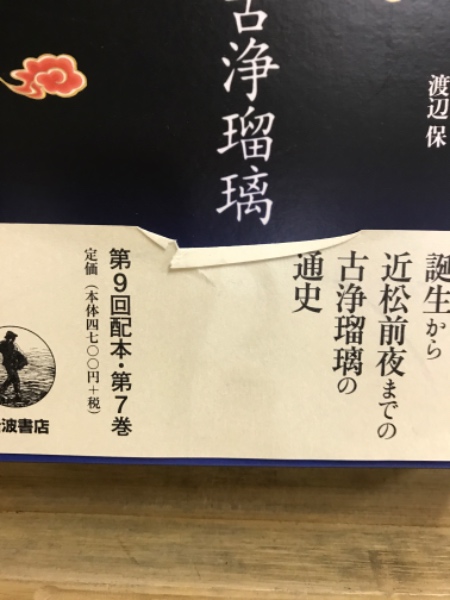 渡辺 保
古浄瑠璃
誕生から
近松前夜までの
古浄瑠璃の
通史
第9回配本・第7巻
定価(本体四七〇〇円+税)
波書店